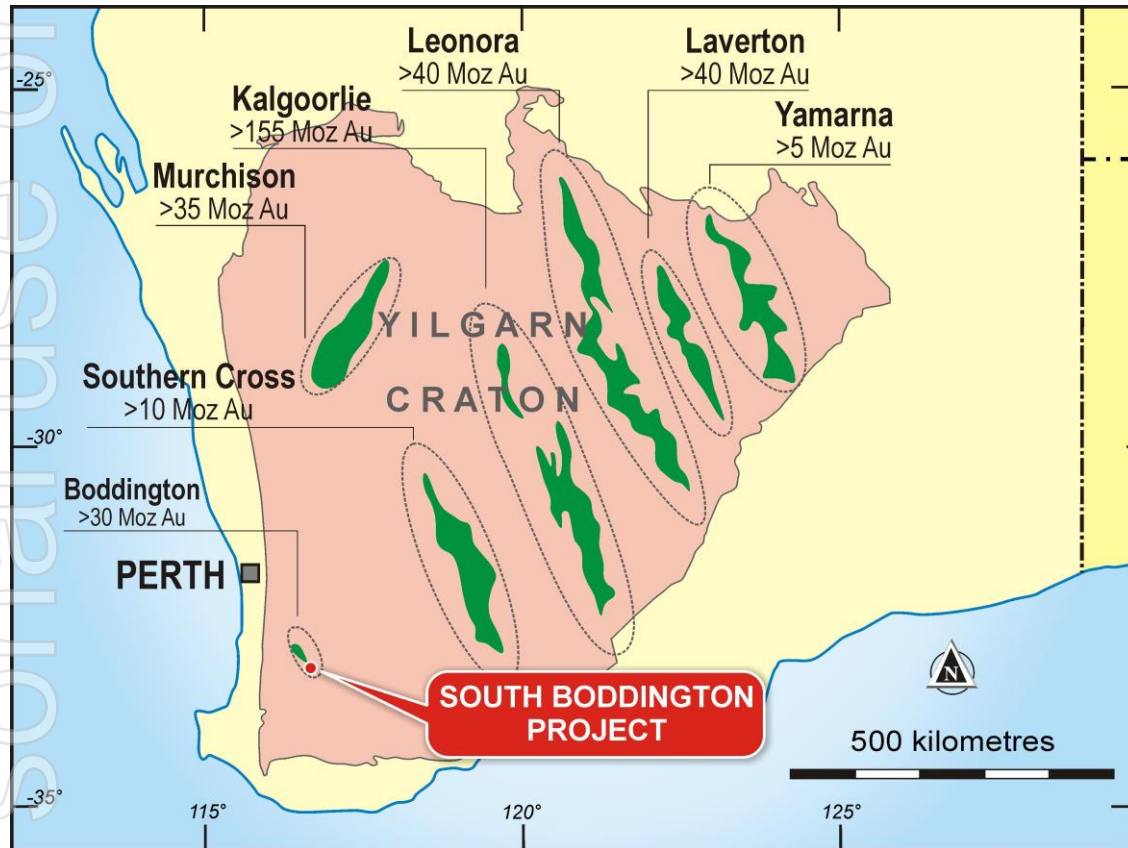 Leonora
>40 Moz Au
Laverton
>40 Moz Au
-25°
Kalgoorlie
>155 Moz Au
Yamarna
>5 Moz Au
Murchison
>35 Moz Au
YILGARN
CRATON
Southern Cross
>10 Moz Au
-30°
Boddington
>30 Moz Au
PERTH
SOUTH BODDINGTON
PROJECT
N
500 kilometres
-35°
115°
120°
125°
sonal use o